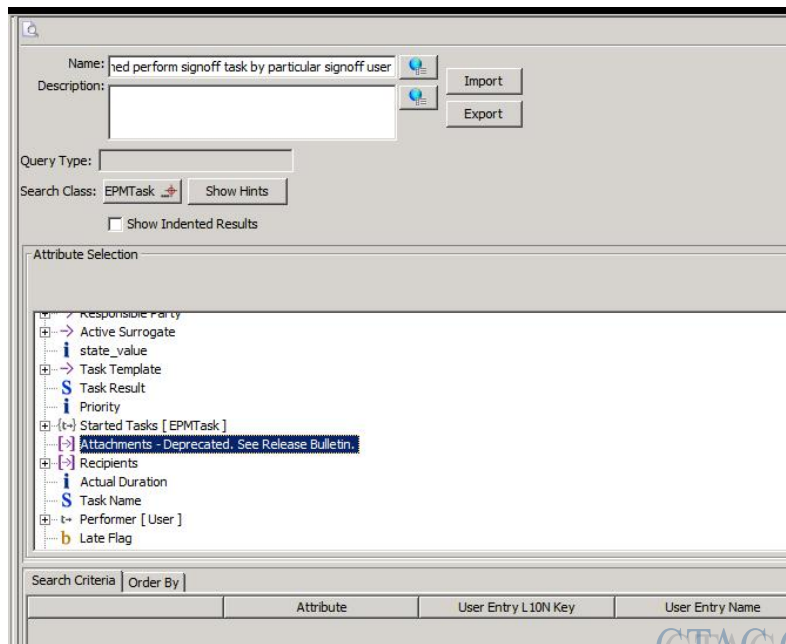 Name: ned perform signoff task by particular signoff user
Import
Description:
Export
Query Type:
Search Class: EPMTask Show Hints
Show Indented Results
Attribute Selection
Responsible Party
Active Surrogate
i state_value
Task Template
S Task Result
i Priority
{t→} Started Tasks [ EPMTask ]
[→] Attachments - Deprecated. See Release Bulletin.
[→] Recipients
i Actual Duration
S Task Name
t→ Performer [ User ]
b Late Flag
Search Criteria Order By
Attribute User Entry L10N Key User Entry Name